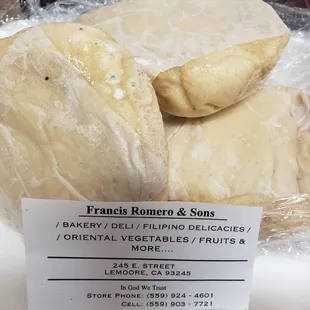 Francis Romero & Sons
/ BAKERY / DELI / FILIPINO DELICACIES /
/ ORIENTAL VEGETABLES / FRUITS &
MORE....
245 E. STREET
LEMOORE, CA 93245
In God We Trust
STORE PHONE: (559) 924 - 4601
CELL: (559) 903 - 7721